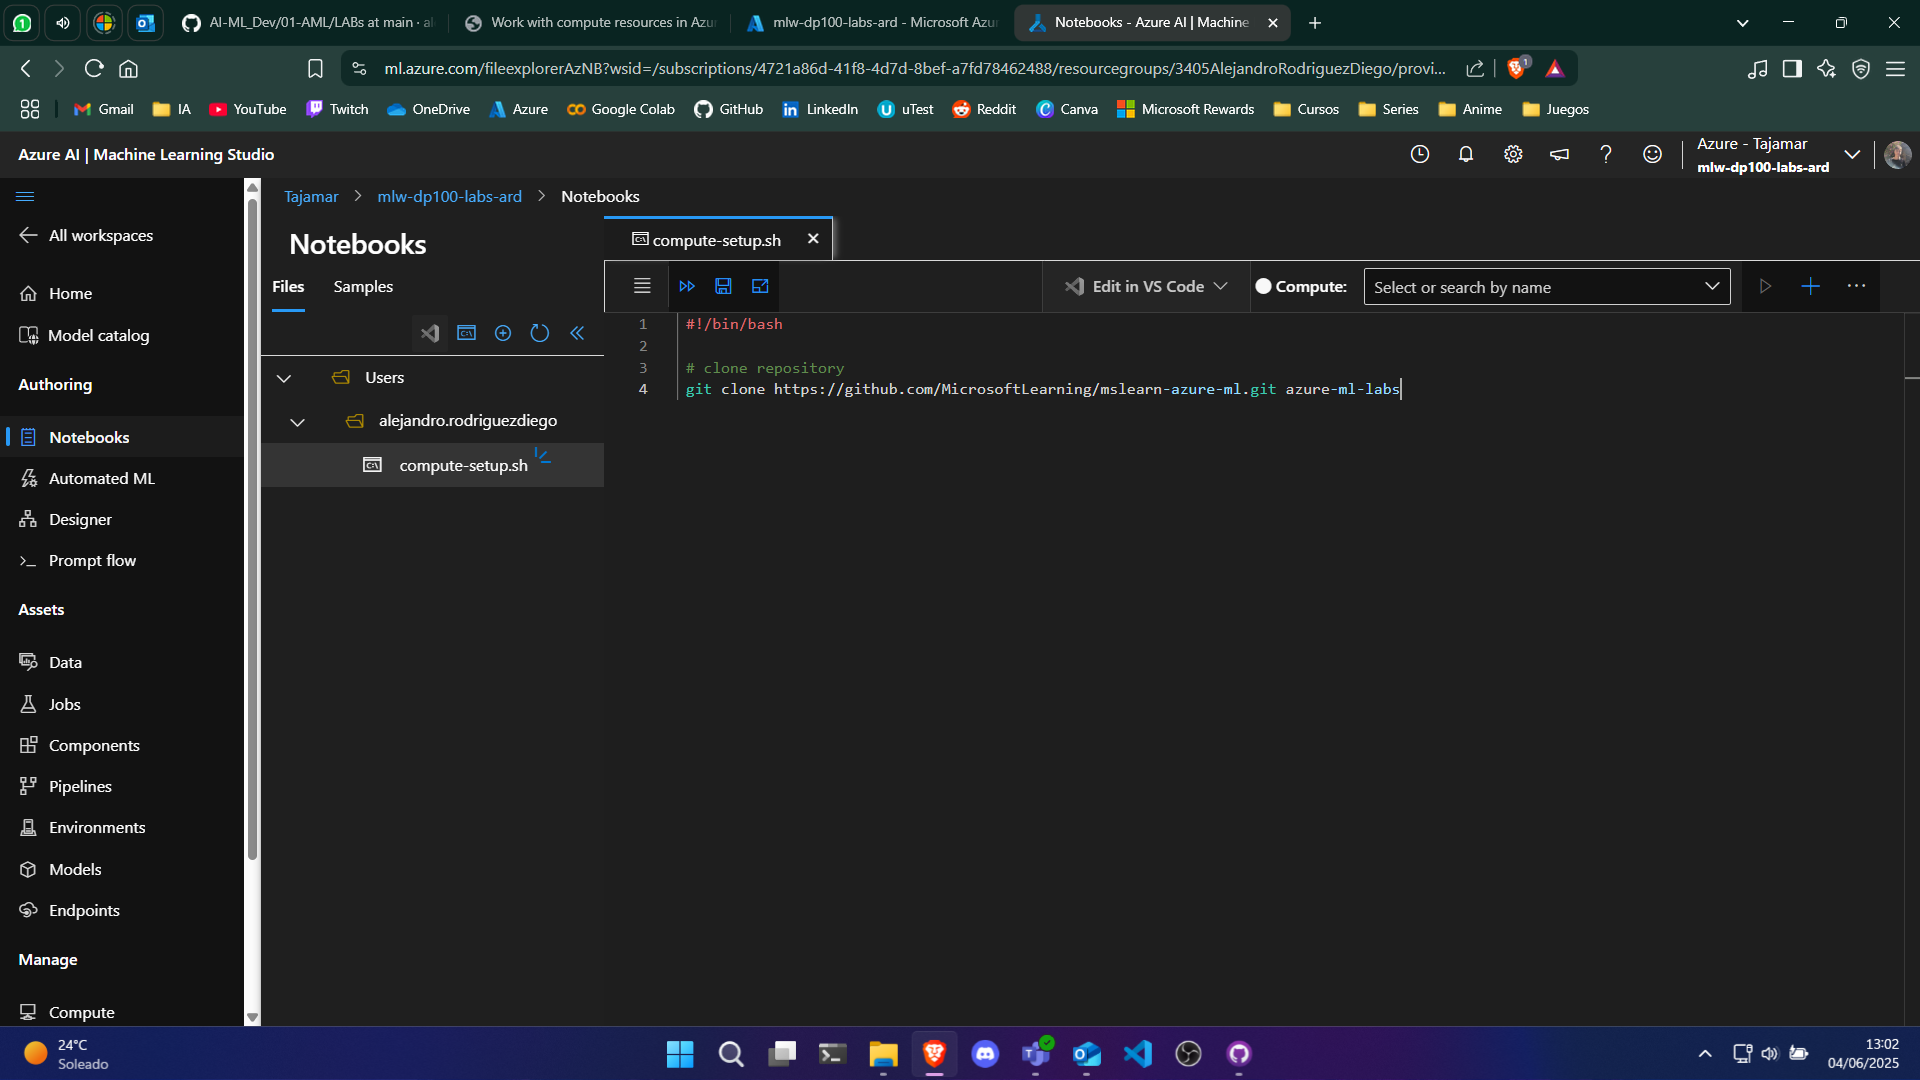 AI-ML_Dev/01-AML/LABs at main · al
Work with compute resources in Azur
mlw-dp100-labs-ard - Microsoft Azur
Notebooks - Azure AI | Machine
ml.azure.com/fileexplorerAzNB?wsid=/subscriptions/4721a86d-41f8-4d7d-8bef-a7fd78462488/resourcegroups/3405AlejandroRodriguezDiego/provi...
1
Gmail
IA
YouTube
Twitch
OneDrive
Azure
Google Colab
GitHub
LinkedIn
uTest
Reddit
Canva
Microsoft Rewards
Cursos
Series
Anime
Juegos
Azure AI | Machine Learning Studio
Azure - Tajamar
mlw-dp100-labs-ard
Tajamar > mlw-dp100-labs-ard > Notebooks
All workspaces
Home
Model catalog
Authoring
Notebooks
Automated ML
Designer
Prompt flow
Assets
Data
Jobs
Components
Pipelines
Environments
Models
Endpoints
Manage
Compute
Notebooks
Files
Samples
Users
alejandro.rodriguezdiego
compute-setup.sh
compute-setup.sh
Edit in VS Code
Compute:
Select or search by name
1 #!/bin/bash
2
3 # clone repository
4 git clone https://github.com/MicrosoftLearning/mslearn-azure-ml.git azure-ml-labs
24°C
Soleado
13:02
04/06/2025